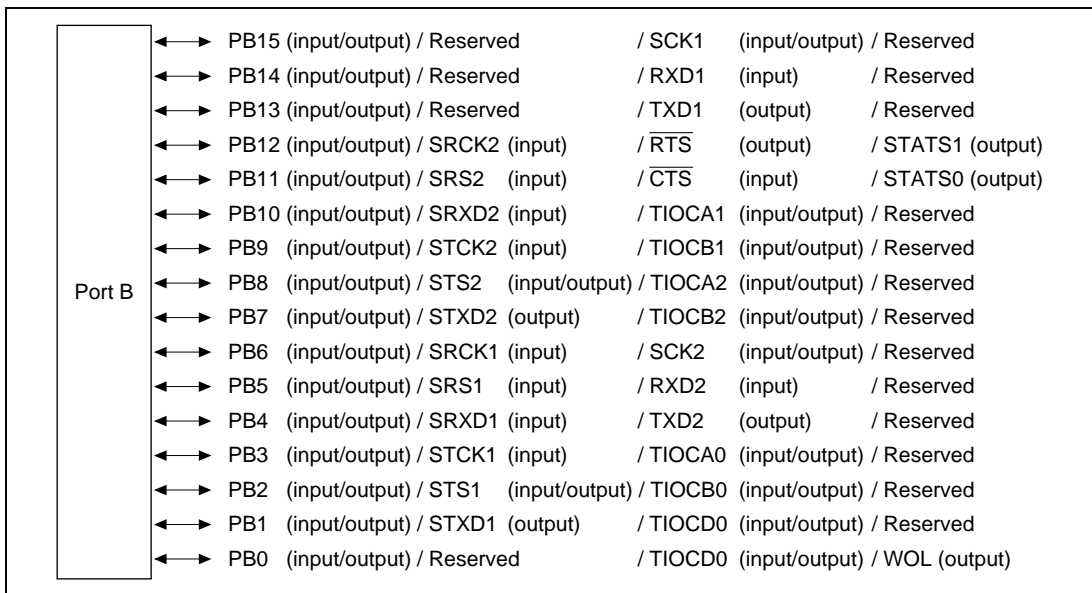 PB15 (input/output) / Reserved / SCK1 (input/output) / Reserved
PB14 (input/output) / Reserved / RXD1 (input) / Reserved
PB13 (input/output) / Reserved / TXD1 (output) / Reserved
PB12 (input/output) / SRCK2 (input) / R̅T̅S̅ (output) / STATS1 (output)
PB11 (input/output) / SRS2 (input) / C̅T̅S̅ (input) / STATS0 (output)
PB10 (input/output) / SRXD2 (input) / TIOCA1 (input/output) / Reserved
PB9 (input/output) / STCK2 (input) / TIOCB1 (input/output) / Reserved
Port B
PB8 (input/output) / STS2 (input/output) / TIOCA2 (input/output) / Reserved
PB7 (input/output) / STXD2 (output) / TIOCB2 (input/output) / Reserved
PB6 (input/output) / SRCK1 (input) / SCK2 (input/output) / Reserved
PB5 (input/output) / SRS1 (input) / RXD2 (input) / Reserved
PB4 (input/output) / SRXD1 (input) / TXD2 (output) / Reserved
PB3 (input/output) / STCK1 (input) / TIOCA0 (input/output) / Reserved
PB2 (input/output) / STS1 (input/output) / TIOCB0 (input/output) / Reserved
PB1 (input/output) / STXD1 (output) / TIOCD0 (input/output) / Reserved
PB0 (input/output) / Reserved / TIOCD0 (input/output) / WOL (output)